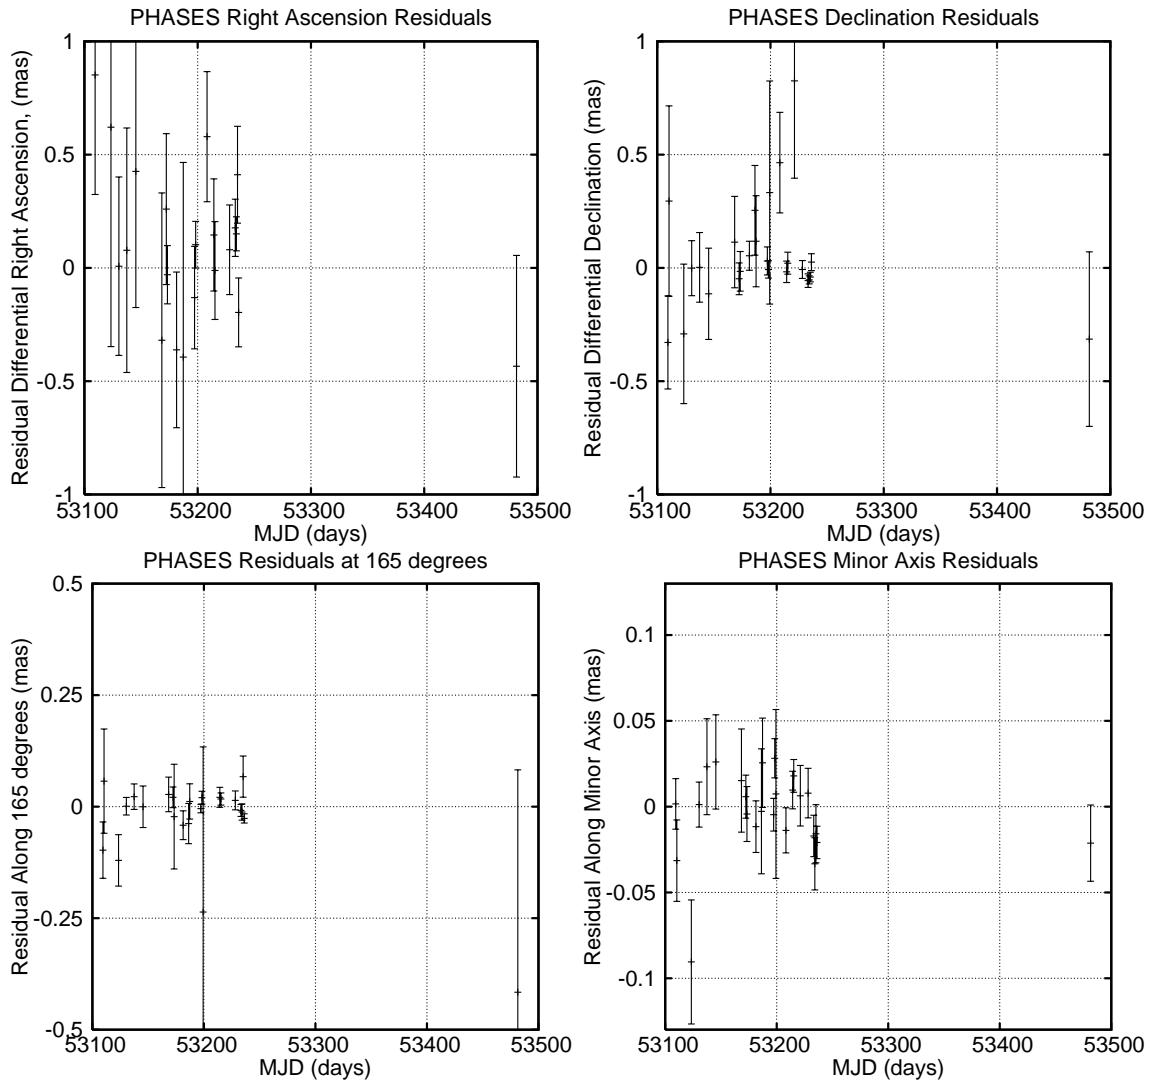 PHASES Right Ascension Residuals
Residual Differential Right Ascension, (mas)
1
0.5
0
-0.5
-1
53100 53200 53300 53400 53500
MJD (days)
PHASES Declination Residuals
Residual Differential Declination (mas)
1
0.5
0
-0.5
-1
53100 53200 53300 53400 53500
MJD (days)
PHASES Residuals at 165 degrees
Residual Along 165 degrees (mas)
0.5
0.25
0
-0.25
-0.5
53100 53200 53300 53400 53500
MJD (days)
PHASES Minor Axis Residuals
Residual Along Minor Axis (mas)
0.1
0.05
0
-0.05
-0.1
53100 53200 53300 53400 53500
MJD (days)